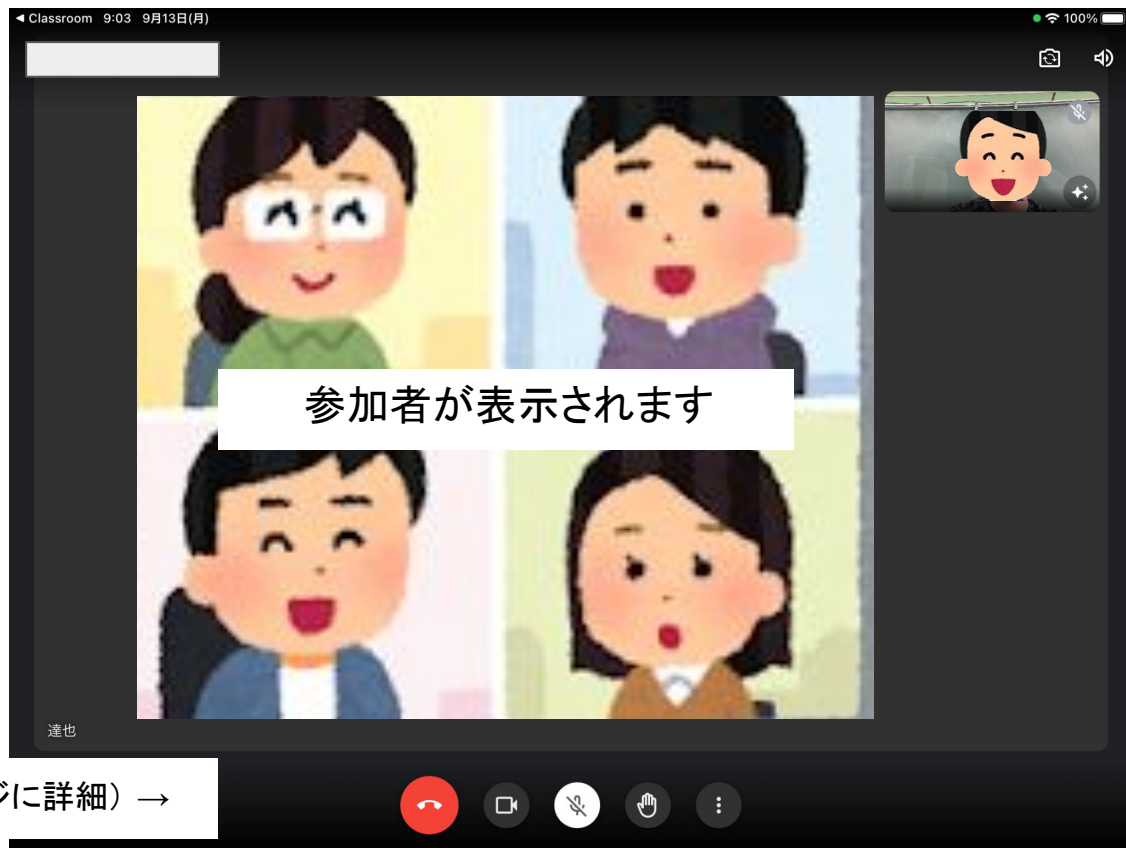 ◀ Classroom 9:03 9月13日(月)
100%
参加者が表示されます
達也
ジに詳細) →